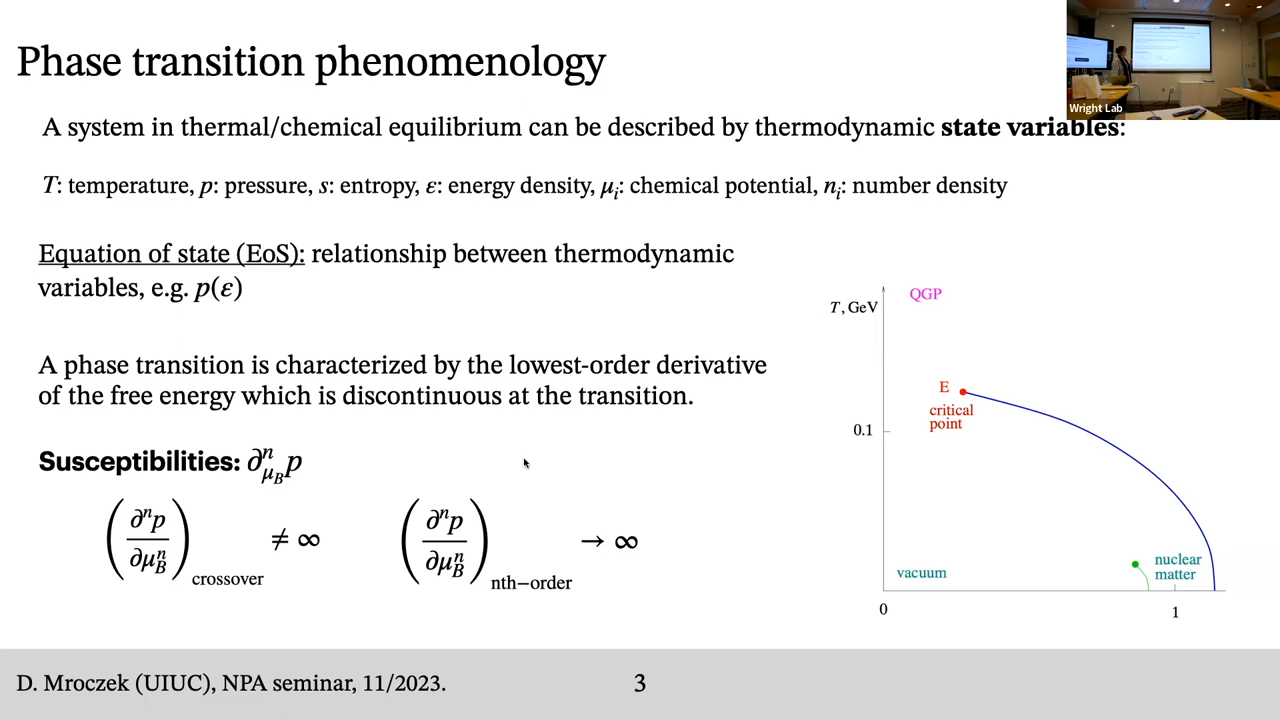 Phase transition phenomenology
Wright Lab
A system in thermal/chemical equilibrium can be described by thermodynamic state variables:
T: temperature, p: pressure, s: entropy, ε: energy density, μᵢ: chemical potential, nᵢ: number density
Equation of state (EoS): relationship between thermodynamic
variables, e.g. p(ε)
A phase transition is characterized by the lowest-order derivative
of the free energy which is discontinuous at the transition.
Susceptibilities: ∂ⁿ_{μ_B} p
(∂ⁿp / ∂μⁿ_B)_{crossover} ≠ ∞
(∂ⁿp / ∂μⁿ_B)_{nth−order} → ∞
QGP
T, GeV
E
critical
point
0.1
vacuum
nuclear
matter
0
1
D. Mroczek (UIUC), NPA seminar, 11/2023.
3